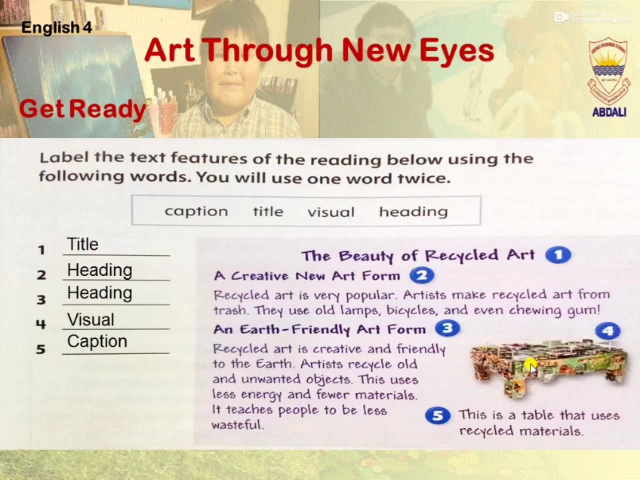 English 4
Art Through New Eyes
Get Ready
ABDALI
Label the text features of the reading below using the
following words. You will use one word twice.
caption title visual heading
1 Title
2 Heading
3 Heading
4 Visual
5 Caption
The Beauty of Recycled Art 1
A Creative New Art Form 2
Recycled art is very popular. Artists make recycled art from
trash. They use old lamps, bicycles, and even chewing gum!
An Earth-Friendly Art Form 3
4
Recycled art is creative and friendly
to the Earth. Artists recycle old
and unwanted objects. This uses
less energy and fewer materials.
It teaches people to be less
wasteful.
5 This is a table that uses
recycled materials.